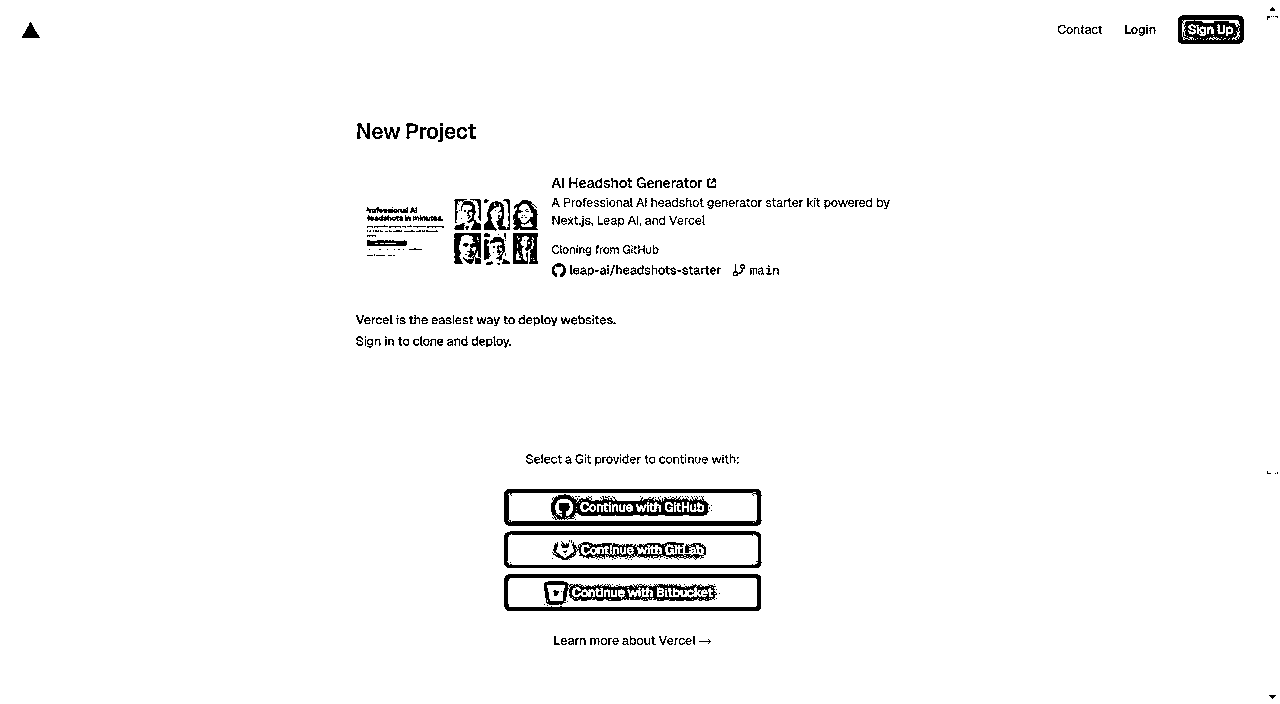 Contact
Login
Sign Up
New Project
Professional AI
headshots in minutes.
AI Headshot Generator
A Professional AI headshot generator starter kit powered by
Next.js, Leap AI, and Vercel
Cloning from GitHub
leap-ai/headshots-starter
main
Vercel is the easiest way to deploy websites.
Sign in to clone and deploy.
Select a Git provider to continue with:
Continue with GitHub
Continue with GitLab
Continue with Bitbucket
Learn more about Vercel →